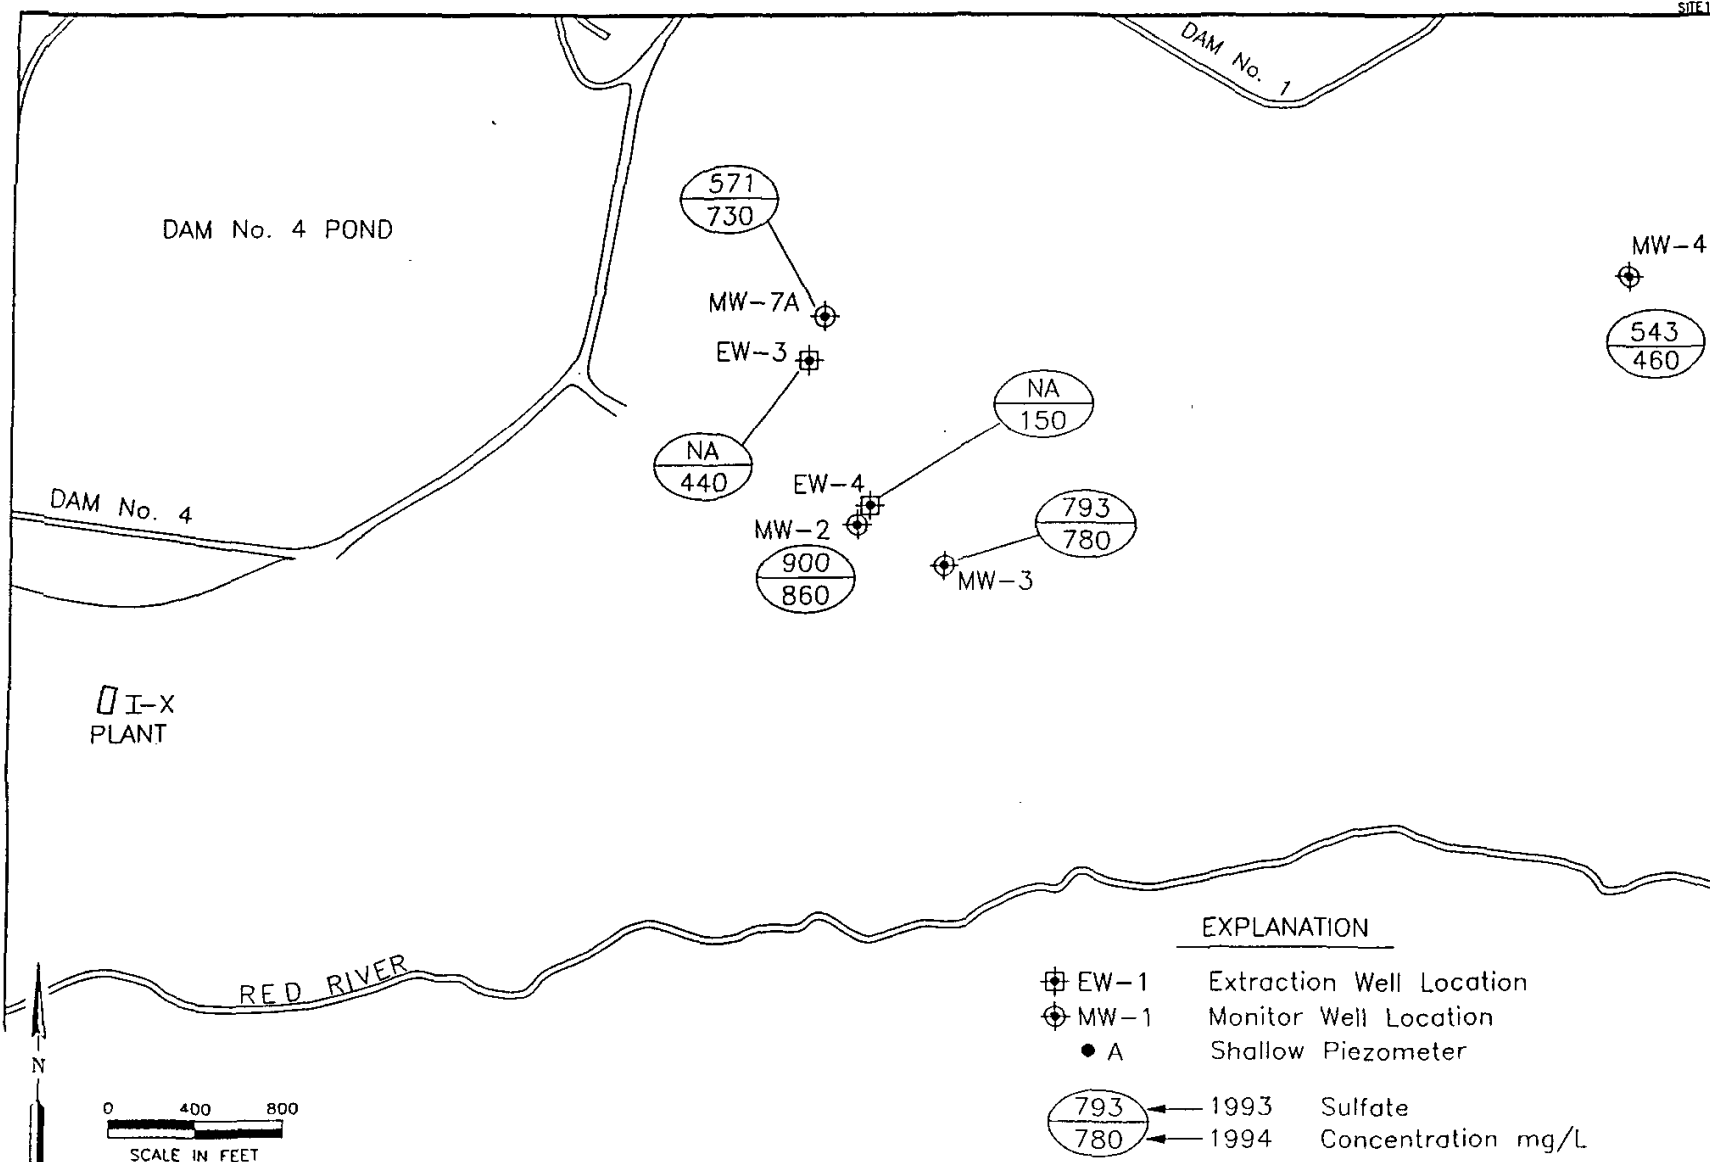 SITE1
DAM No. 1
571
730
DAM No. 4 POND
MW-4
MW-7A
543
460
EW-3
NA
150
NA
440
EW-4
793
780
DAM No. 4
MW-2
900
860
MW-3
I-X
PLANT
RED RIVER
EXPLANATION
EW-1 Extraction Well Location
MW-1 Monitor Well Location
A Shallow Piezometer
N
0 400 800
SCALE IN FEET
793 1993 Sulfate
780 1994 Concentration mg/L